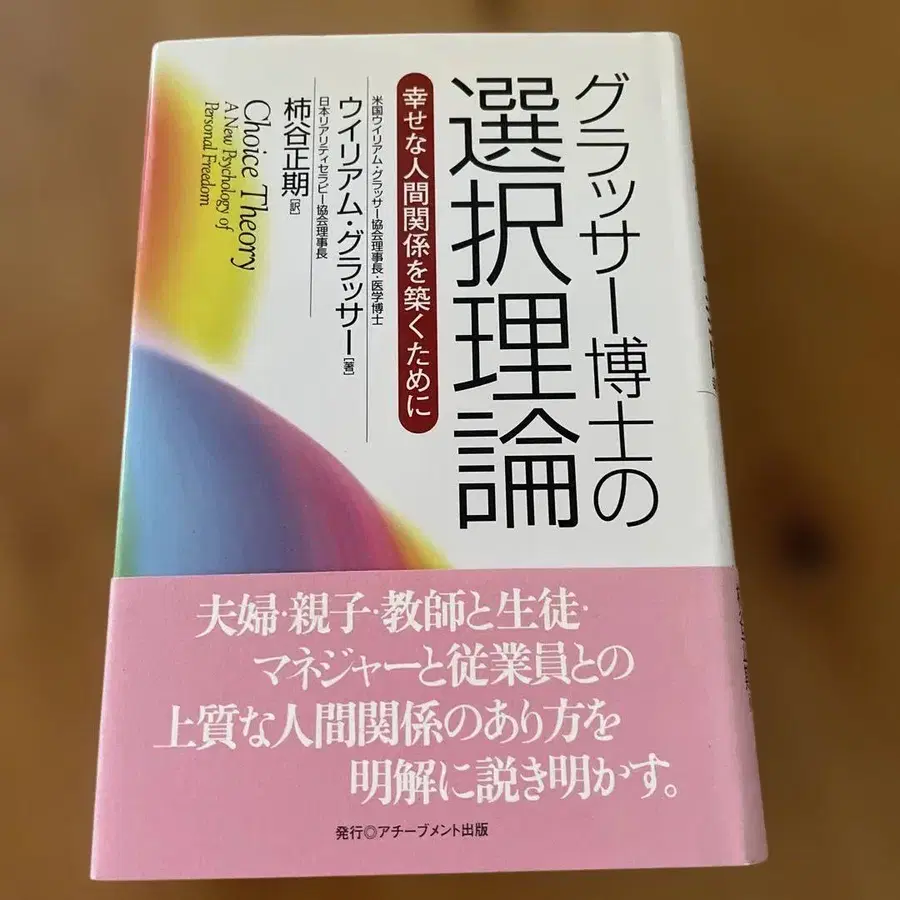 グラッサー博士の
選択理論
幸せな人間関係を築くために
米国ウイリアム・グラッサー協会理事長・医学博士
ウイリアム・グラッサー[著]
日本リアリティセラピー協会理事長
柿谷正期[訳]
Choice Theory
A New Psychology of
Personal Freedom
夫婦・親子・教師と生徒・
マネジャーと従業員との
上質な人間関係のあり方を
明解に説き明かす。
発行◎アチーブメント出版